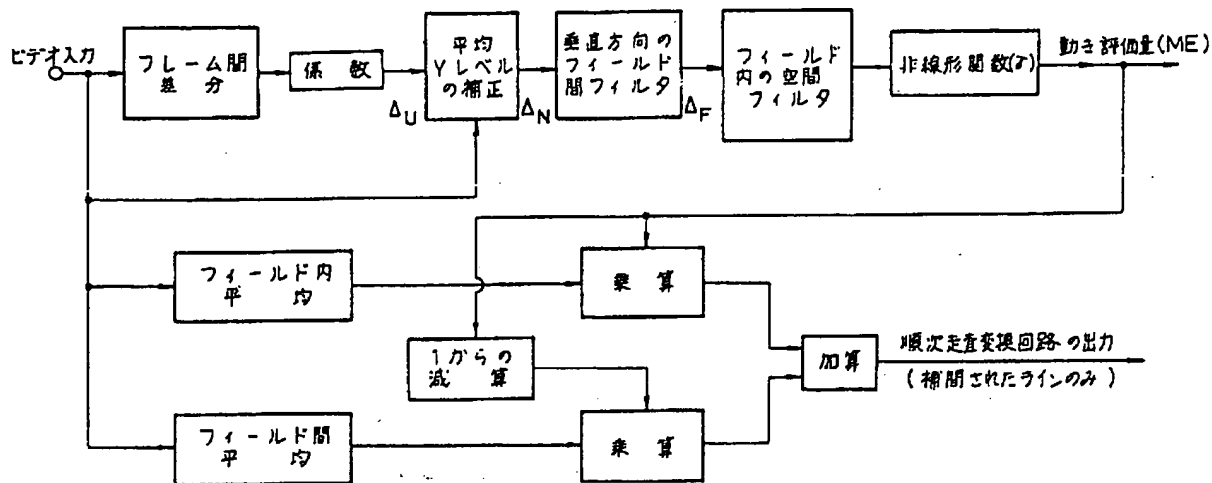 ビデオ入力
フレーム間
差分
係数
平均
Yレベル
の補正
垂直方向の
フィールド
間フィルタ
フィールド
内の空間
フィルタ
非線形関数(γ)
動き評価量(ME)
ΔU
ΔN
ΔF
フィールド内
平均
乗算
1からの
減算
加算
順次走査変換回路の出力
(補間されたラインのみ)
フィールド間
平均
乗算